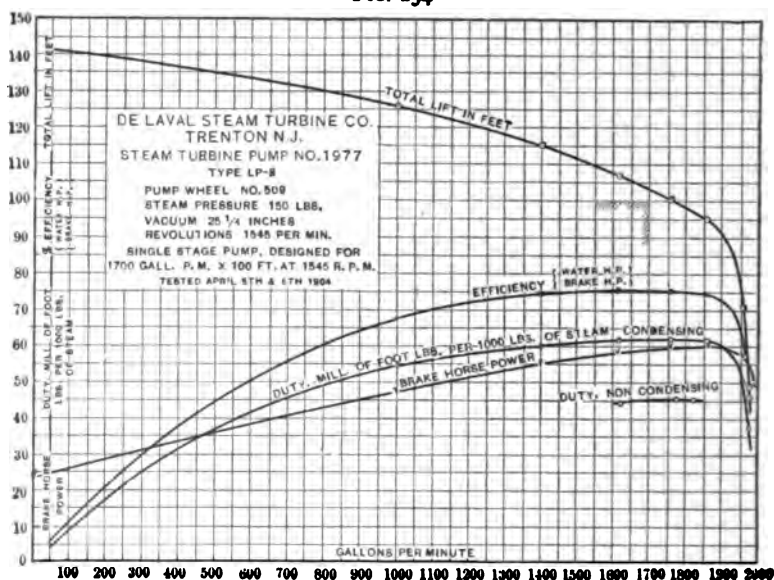 150
140
130
120
110
100
90
80
70
60
50
40
30
20
10
0
TOTAL LIFT IN FEET
% EFFICIENCY { WATER H.P. / BRAKE H.P. }
DUTY, MILL. OF FOOT LBS. PER 1000 LBS. OF STEAM
BRAKE HORSE POWER
DE LAVAL STEAM TURBINE CO.
TRENTON N.J.
STEAM TURBINE PUMP NO. 1977
TYPE LP-8
PUMP WHEEL NO. 509
STEAM PRESSURE 150 LBS.
VACUUM 25 1/4 INCHES
REVOLUTIONS 1545 PER MIN.
SINGLE STAGE PUMP, DESIGNED FOR
1700 GALL. P.M. X 100 FT. AT 1545 R.P.M.
TESTED APRIL 5TH & 6TH 1904
TOTAL LIFT IN FEET
EFFICIENCY { WATER H.P. / BRAKE H.P. }
DUTY, MILL. OF FOOT LBS. PER 1000 LBS. OF STEAM CONDENSING
BRAKE HORSE POWER
DUTY, NON CONDENSING
GALLONS PER MINUTE
100 200 300 400 500 600 700 800 900 1000 1100 1200 1300 1400 1500 1600 1700 1800 1900 2000